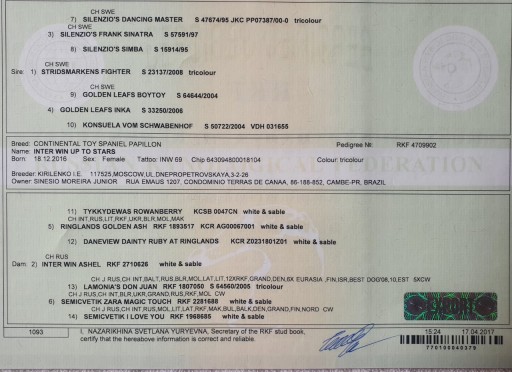 CH SWE
7) SILENZIO'S DANCING MASTER S 47674/95 JKC PP07387/00-0 tricolour
CH SWE
3) SILENZIO'S FRANK SINATRA S 57591/97
8) SILENZIO'S SIMBA S 15914/95
Sire: 1) STRIDSMARKENS FIGHTER S 23137/2008 tricolour
CH SWE
9) GOLDEN LEAFS BOYTOY S 64644/2004
4) GOLDEN LEAFS INKA S 33250/2006
10) KONSUELA VOM SCHWABENHOF S 50722/2004 VDH 031655
Breed: CONTINENTAL TOY SPANIEL PAPILLON Pedigree №: RKF 4709902
Name: INTER WIN UP TO STARS
Born 18.12.2016 Sex: Female Tattoo: INW 69 Chip 643094800018104 Colour: tricolour
FEDERATION
Breeder: KIRILENKO I.E. 117525,MOSCOW,UL.DNEPROPETROVSKAYA,3-2-26
Owner: SINESIO MOREIRA JUNIOR RUA EMAUS 1207, CONDOMINIO TERRAS DE CANAA, 86-188-852, CAMBE-PR, BRAZIL
11) TYKKYDEWAS ROWANBERRY KCSB 0047CN white & sable
CH INT,RUS,LIT,RKF,UKR,BLR,MOL,MAK
5) RINGLANDS GOLDEN ASH RKF 1893517 KCR AG00067001 white & sable
12) DANEVIEW DAINTY RUBY AT RINGLANDS KCR Z0231801Z01 white & sable
CH RUS
Dam: 2) INTER WIN ASHEL RKF 2710626 white & sable
CH J RUS,CH INT,BALT,RUS,BLR,MOL,LAT,LIT,12XRKF,GRAND,DEN,6X EURASIA ,FIN,ISR,BEST DOG'08,10,EST 5XCW
13) LAMONIA'S DON JUAN RKF 1807050 S 64560/2005 tricolour
CH J RUS,CH INT,BLR,UKR,GRAND,RUS,RKF,MOL CW
6) SEMICVETIK ZARA MAGIC TOUCH RKF 2281688 white & sable
CH J RUS,CH INT,RUS,BLR,MOL,LAT,LIT,RKF,MAK,BUL,BALK,DEN,GRAND,FIN,NORD CW
14) SEMICVETIK I LOVE YOU RKF 1968685 white & sable
1093 I. NAZARIKHINA SVETLANA YURYEVNA, Secretary of the RKF stud book, 15:24 17.04.2017
certify that the hereabove information is correct and reliable.